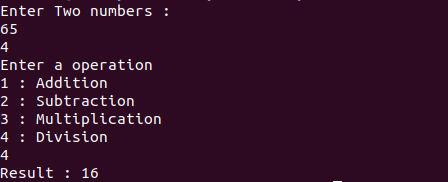 Enter Two numbers :
65
4
Enter a operation
1 : Addition
2 : Subtraction
3 : Multiplication
4 : Division
4
Result : 16